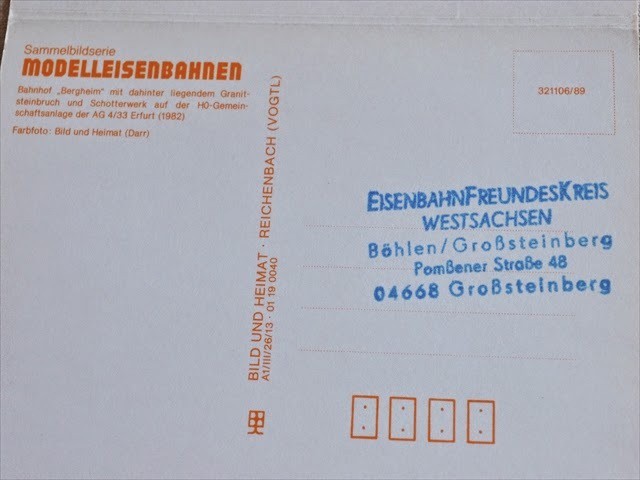 Sammelbildserie
MODELLEISENBAHNEN
Bahnhof „Bergheim" mit dahinter liegendem Granit-
steinbruch und Schotterwerk auf der H0-Gemein-
schaftsanlage der AG 4/33 Erfurt (1982)
Farbfoto: Bild und Heimat (Darr)
BILD UND HEIMAT · REICHENBACH (VOGTL)
A1/III/26/13 · 01 19 0040
321106/89
EISENBAHNFREUNDESKREIS
WESTSACHSEN
Böhlen/Großsteinberg
Pomßener Straße 48
04668 Großsteinberg